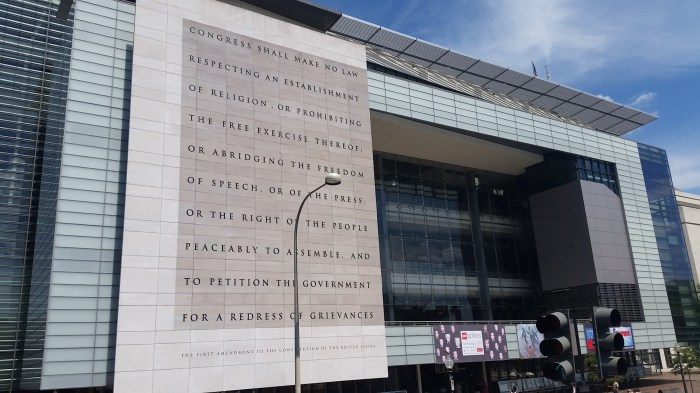 CONGRESS SHALL MAKE NO LAW
RESPECTING AN ESTABLISHMENT
OF RELIGION, OR PROHIBITING
THE FREE EXERCISE THEREOF;
OR ABRIDGING THE FREEDOM
OF SPEECH, OR OF THE PRESS;
OR THE RIGHT OF THE PEOPLE
PEACEABLY TO ASSEMBLE, AND
TO PETITION THE GOVERNMENT
FOR A REDRESS OF GRIEVANCES
THE FIRST AMENDMENT TO THE CONSTITUTION OF THE UNITED STATES